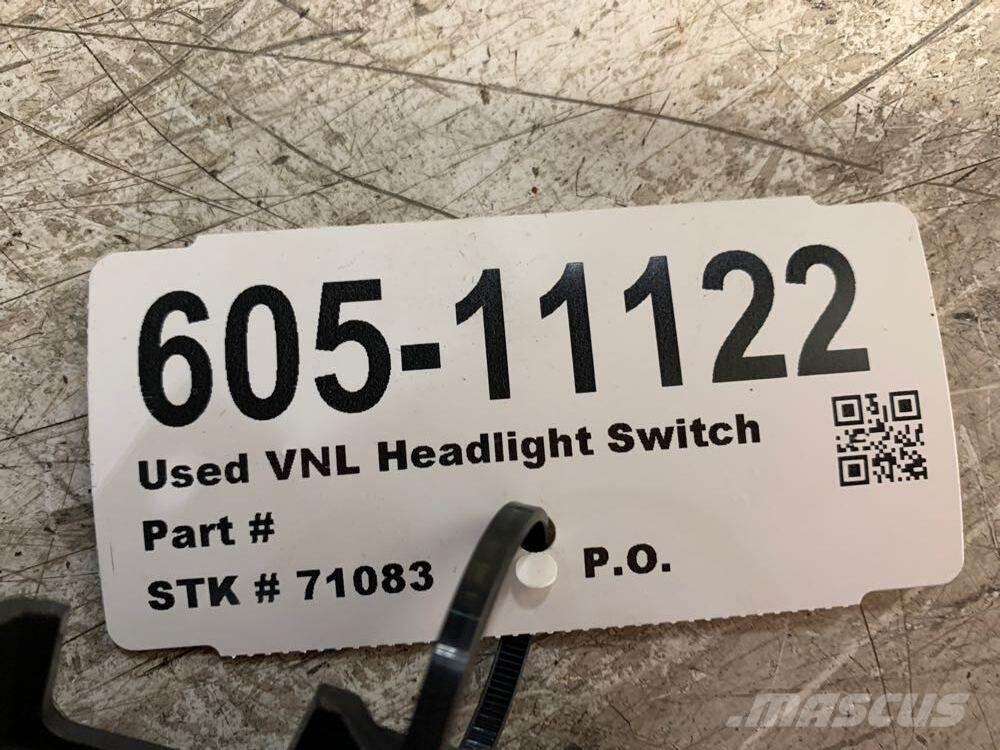 605-11122
Used VNL Headlight Switch
Part #
STK # 71083
P.O.
MASCUS